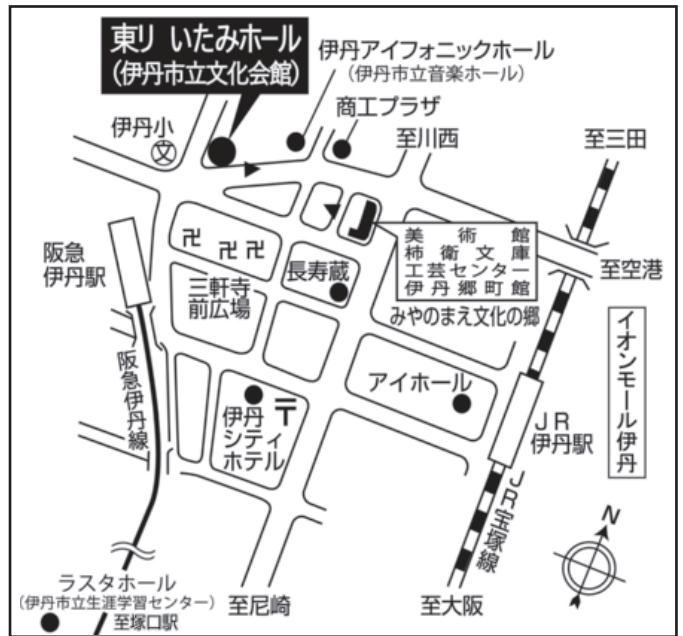 東リ いたみホール
(伊丹市立文化会館)
伊丹アイフォニックホール
(伊丹市立音楽ホール)
商工プラザ
伊丹小
文
至川西
至三田
阪急
伊丹駅
卍 卍 卍
三軒寺
前広場
長寿蔵
美術館
柿衛文庫
工芸センター
伊丹郷町館
みやのまえ文化の郷
至空港
イオンモール伊丹
阪急伊丹線
アイホール
伊丹
シティ
ホテル
〒
JR
伊丹駅
JR宝塚線
N
ラスタホール
(伊丹市立生涯学習センター)
至塚口駅
至尼崎
至大阪